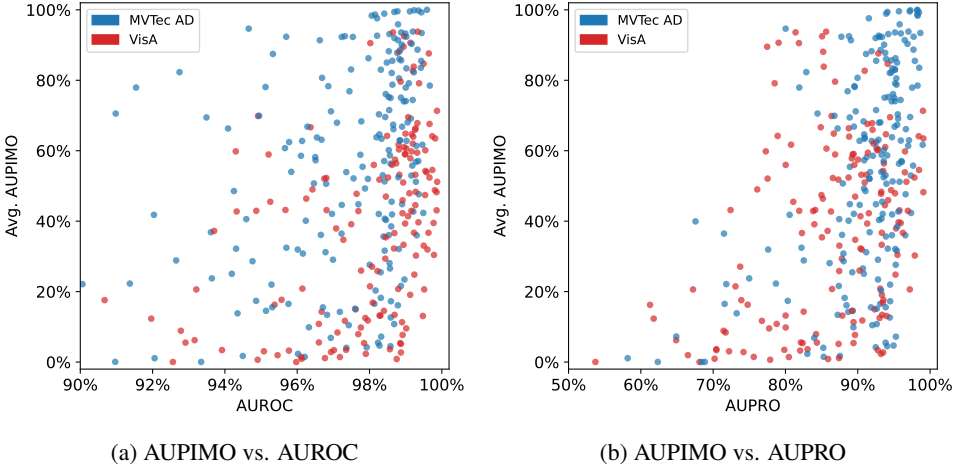 100%
80%
60%
40%
20%
0%
Avg. AUPIMO
MVTec AD
VisA
90% 92% 94% 96% 98% 100%
AUROC
(a) AUPIMO vs. AUROC
100%
80%
60%
40%
20%
0%
Avg. AUPIMO
MVTec AD
VisA
50% 60% 70% 80% 90% 100%
AUPRO
(b) AUPIMO vs. AUPRO